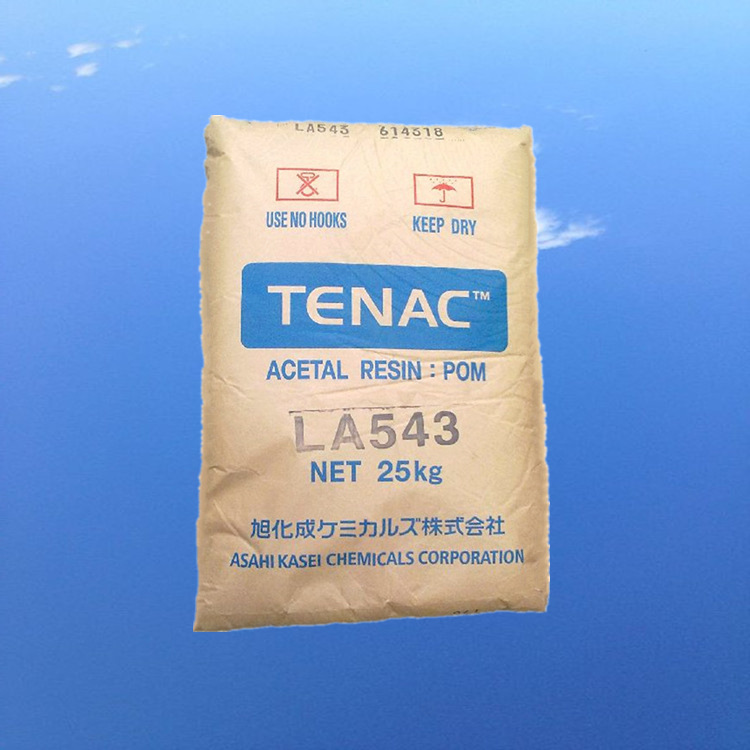 LA543 614318
USE NO HOOKS
KEEP DRY
TENAC™
ACETAL RESIN : POM
LA543
NET 25kg
旭化成ケミカルズ株式会社
ASAHI KASEI CHEMICALS CORPORATION